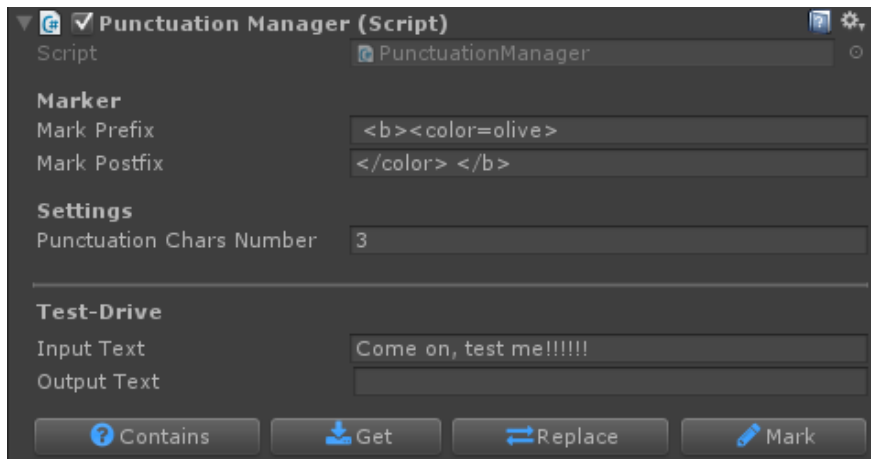 Punctuation Manager (Script)
Script PunctuationManager
Marker
Mark Prefix <b><color=olive>
Mark Postfix </color> </b>
Settings
Punctuation Chars Number 3
Test-Drive
Input Text Come on, test me!!!!!!
Output Text
Contains Get Replace Mark